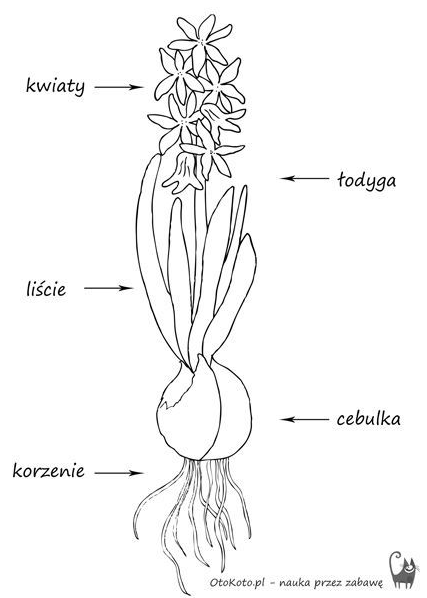 kwiaty
łodyga
liście
cebulka
korzenie
OtoKoto.pl - nauka przez zabawę